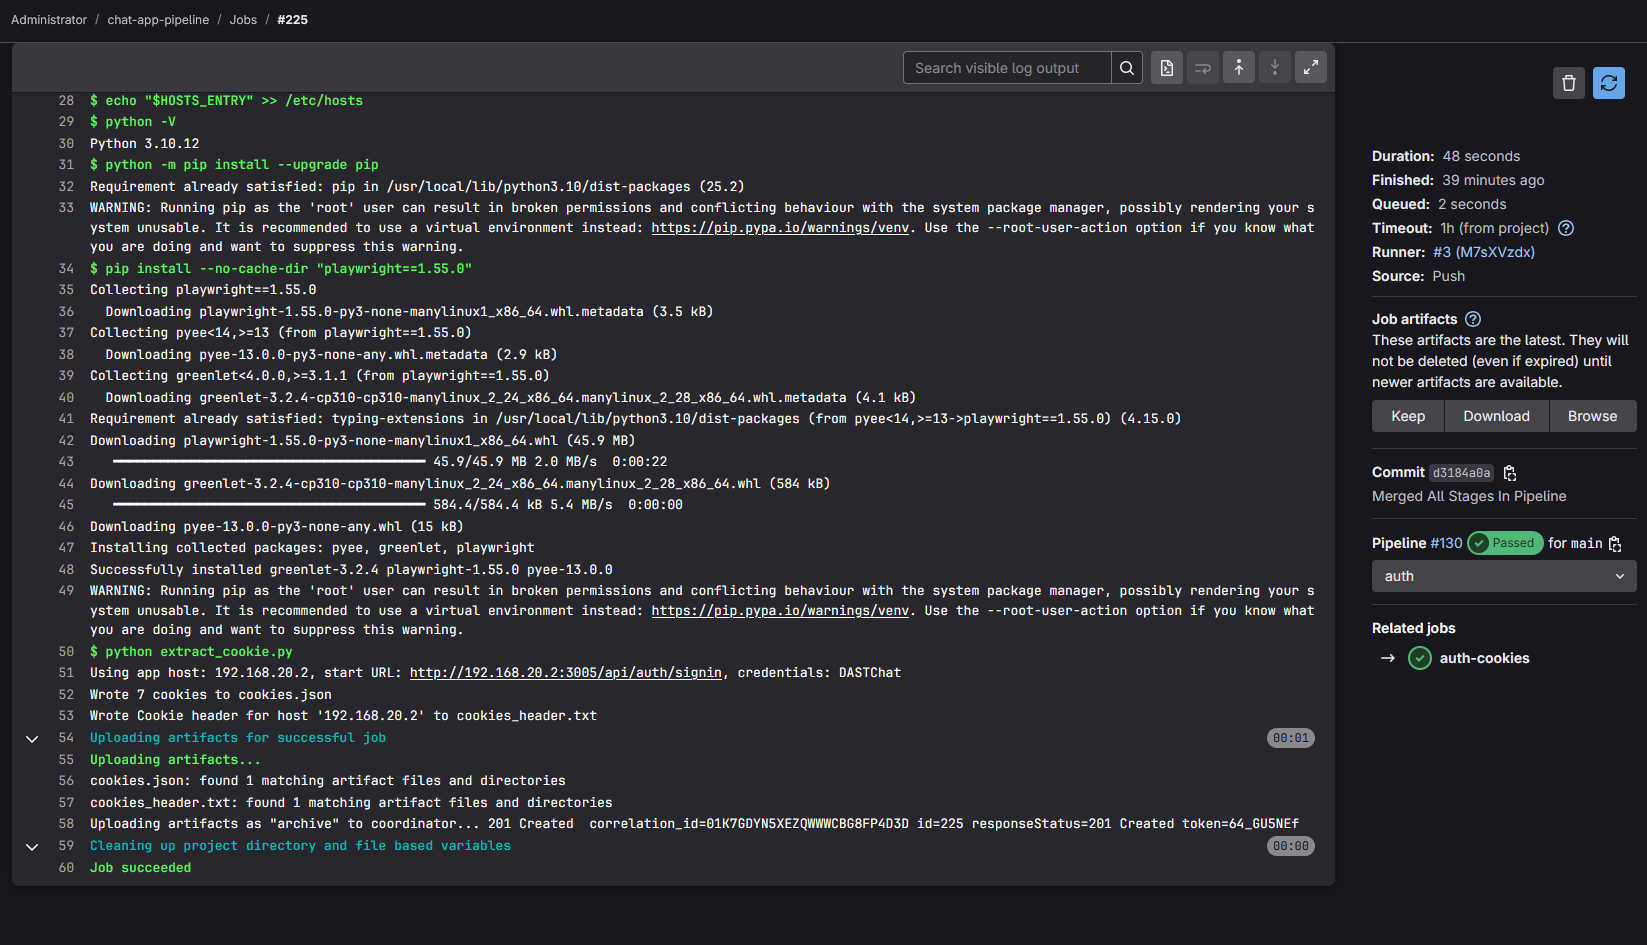 Administrator / chat-app-pipeline / Jobs / #225
Search visible log output
28 $ echo "$HOSTS_ENTRY" >> /etc/hosts
29 $ python -V
30 Python 3.10.12
31 $ python -m pip install --upgrade pip
32 Requirement already satisfied: pip in /usr/local/lib/python3.10/dist-packages (25.2)
33 WARNING: Running pip as the 'root' user can result in broken permissions and conflicting behaviour with the system package manager, possibly rendering your s
ystem unusable. It is recommended to use a virtual environment instead: https://pip.pypa.io/warnings/venv. Use the --root-user-action option if you know what
you are doing and want to suppress this warning.
34 $ pip install --no-cache-dir "playwright==1.55.0"
35 Collecting playwright==1.55.0
36 Downloading playwright-1.55.0-py3-none-manylinux1_x86_64.whl.metadata (3.5 kB)
37 Collecting pyee<14,>=13 (from playwright==1.55.0)
38 Downloading pyee-13.0.0-py3-none-any.whl.metadata (2.9 kB)
39 Collecting greenlet<4.0.0,>=3.1.1 (from playwright==1.55.0)
40 Downloading greenlet-3.2.4-cp310-cp310-manylinux_2_24_x86_64.manylinux_2_28_x86_64.whl.metadata (4.1 kB)
41 Requirement already satisfied: typing-extensions in /usr/local/lib/python3.10/dist-packages (from pyee<14,>=13->playwright==1.55.0) (4.15.0)
42 Downloading playwright-1.55.0-py3-none-manylinux1_x86_64.whl (45.9 MB)
43 45.9/45.9 MB 2.0 MB/s 0:00:22
44 Downloading greenlet-3.2.4-cp310-cp310-manylinux_2_24_x86_64.manylinux_2_28_x86_64.whl (584 kB)
45 584.4/584.4 kB 5.4 MB/s 0:00:00
46 Downloading pyee-13.0.0-py3-none-any.whl (15 kB)
47 Installing collected packages: pyee, greenlet, playwright
48 Successfully installed greenlet-3.2.4 playwright-1.55.0 pyee-13.0.0
49 WARNING: Running pip as the 'root' user can result in broken permissions and conflicting behaviour with the system package manager, possibly rendering your s
ystem unusable. It is recommended to use a virtual environment instead: https://pip.pypa.io/warnings/venv. Use the --root-user-action option if you know what
you are doing and want to suppress this warning.
50 $ python extract_cookie.py
51 Using app host: 192.168.20.2, start URL: http://192.168.20.2:3005/api/auth/signin, credentials: DASTChat
52 Wrote 7 cookies to cookies.json
53 Wrote Cookie header for host '192.168.20.2' to cookies_header.txt
54 Uploading artifacts for successful job 00:01
55 Uploading artifacts...
56 cookies.json: found 1 matching artifact files and directories
57 cookies_header.txt: found 1 matching artifact files and directories
58 Uploading artifacts as "archive" to coordinator... 201 Created correlation_id=01K7GDYN5XEZQWWWCBG8FP4D3D id=225 responseStatus=201 Created token=64_GU5NEf
59 Cleaning up project directory and file based variables 00:00
60 Job succeeded
Duration: 48 seconds
Finished: 39 minutes ago
Queued: 2 seconds
Timeout: 1h (from project)
Runner: #3 (M7sXVzdx)
Source: Push
Job artifacts
These artifacts are the latest. They will
not be deleted (even if expired) until
newer artifacts are available.
Keep Download Browse
Commit d3184a0a
Merged All Stages In Pipeline
Pipeline #130 Passed for main
auth
Related jobs
auth-cookies